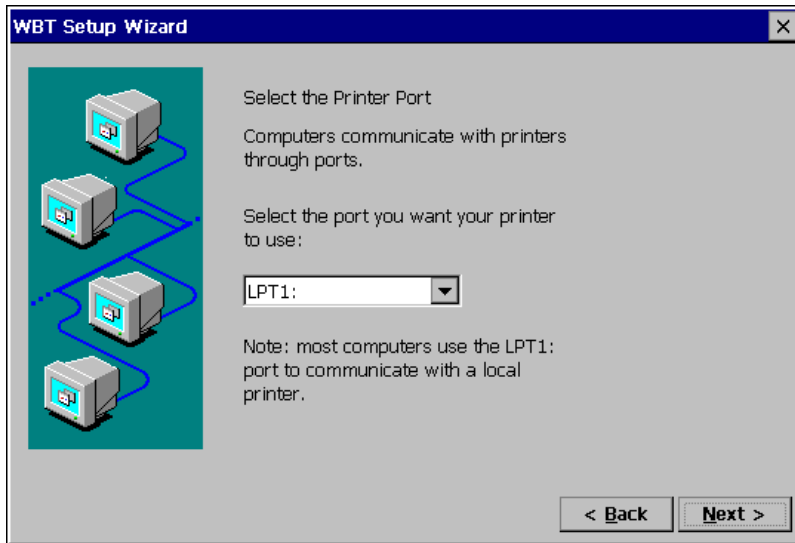 WBT Setup Wizard
Select the Printer Port
Computers communicate with printers
through ports.
Select the port you want your printer
to use:
LPT1:
Note: most computers use the LPT1:
port to communicate with a local
printer.
< Back
Next >